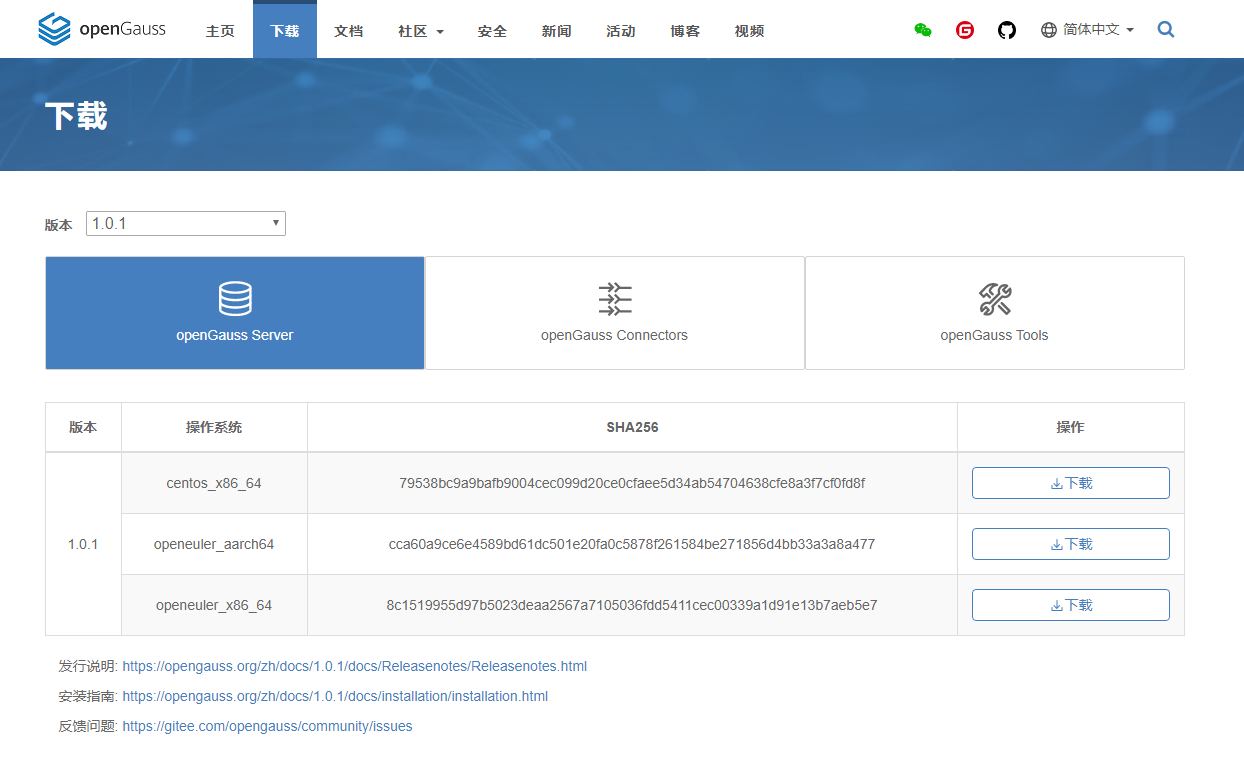 openGauss 主页 下载 文档 社区 安全 新闻 活动 博客 视频 简体中文
下载
版本 1.0.1
openGauss Server openGauss Connectors openGauss Tools
版本 操作系统 SHA256 操作
centos_x86_64 79538bc9a9bafb9004cec099d20ce0cfaee5d34ab54704638cfe8a3f7cf0fd8f 下载
1.0.1 openeuler_aarch64 cca60a9ce6e4589bd61dc501e20fa0c5878f261584be271856d4bb33a3a8a477 下载
openeuler_x86_64 8c1519955d97b5023deaa2567a7105036fdd5411cec00339a1d91e13b7aeb5e7 下载
发行说明: https://opengauss.org/zh/docs/1.0.1/docs/Releasenotes/Releasenotes.html
安装指南: https://opengauss.org/zh/docs/1.0.1/docs/installation/installation.html
反馈问题: https://gitee.com/opengauss/community/issues